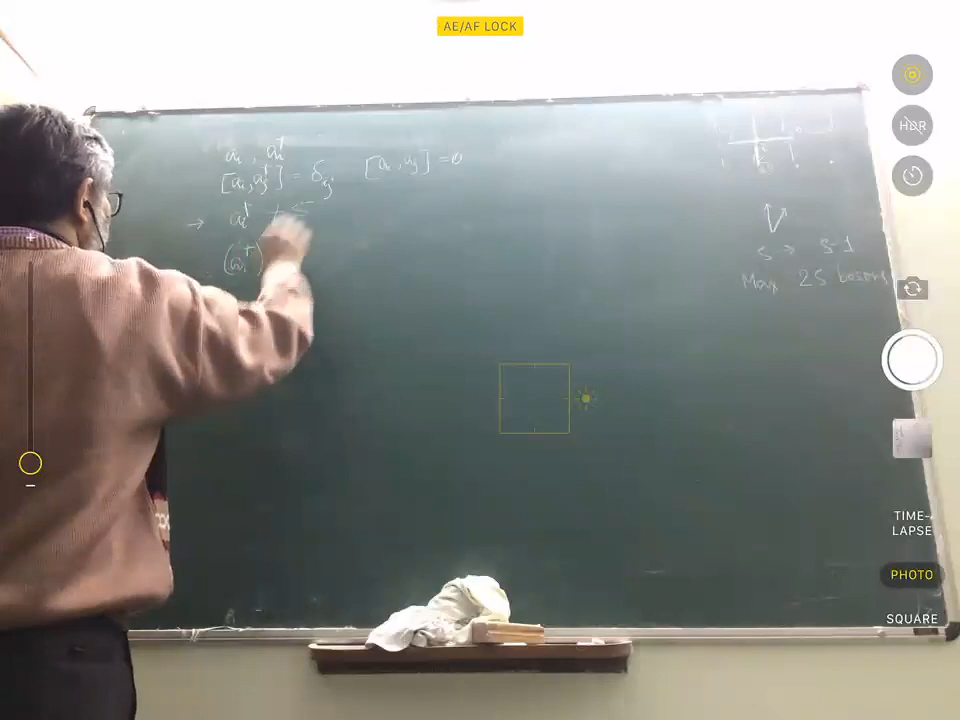 AE/AF LOCK
HDR
a_i , a_i†
[a_i, a_j†] = δ_ij [a_i, a_j] = 0
→ a_i†
(a_i†)
S → S-1
Max 2S bosons
TIME-
LAPSE
PHOTO
SQUARE